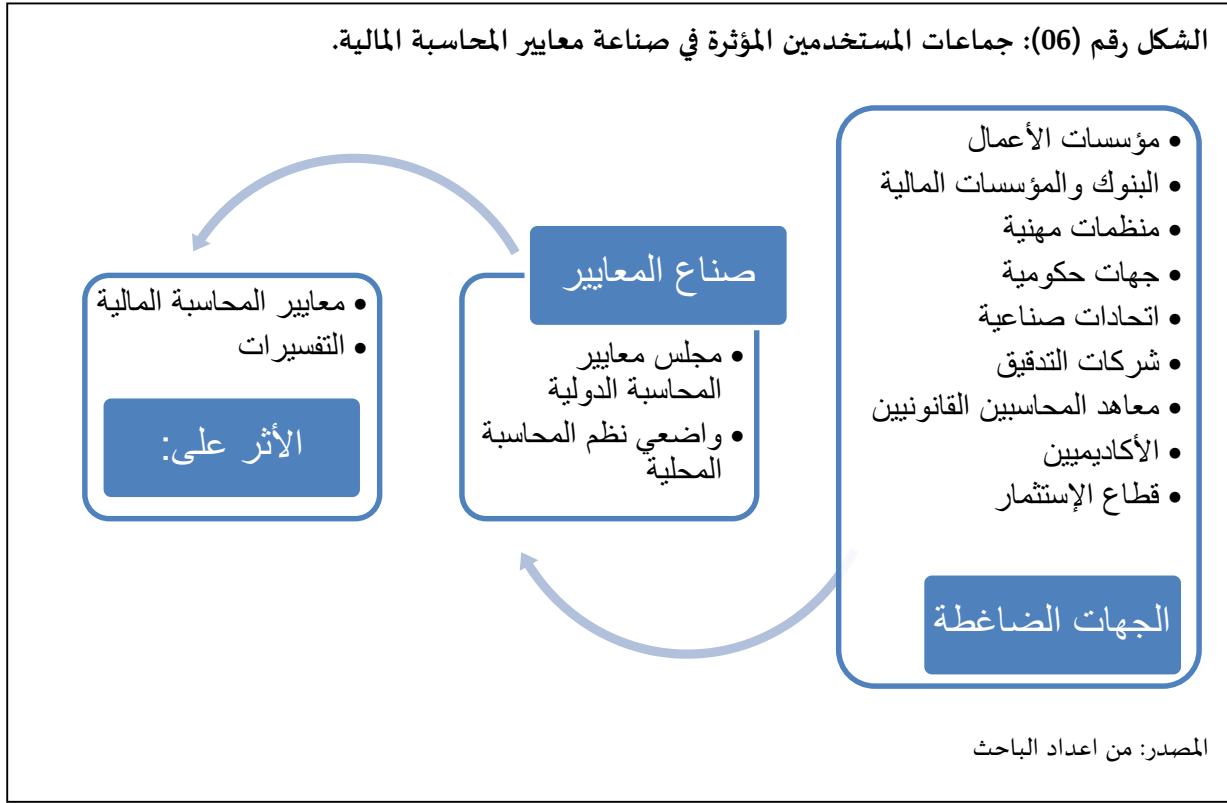 الشكل رقم (06): جماعات المستخدمين المؤثرة في صناعة معايير المحاسبة المالية.
• مؤسسات الأعمال
• البنوك والمؤسسات المالية
• منظمات مهنية
• جهات حكومية
• اتحادات صناعية
• شركات التدقيق
• معاهد المحاسبين القانونيين
• الأكاديميين
• قطاع الإستثمار
الجهات الضاغطة
صناع المعايير
• مجلس معايير
المحاسبة الدولية
• واضعي نظم المحاسبة
المحلية
• معايير المحاسبة المالية
• التفسيرات
الأثر على:
المصدر: من اعداد الباحث